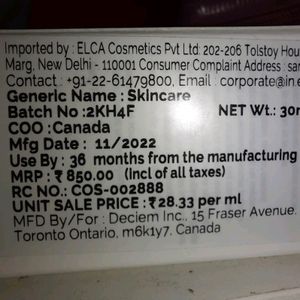 Imported by : ELCA Cosmetics Pvt Ltd: 202-206 Tolstoy
Marg, New Delhi - 110001 Consumer Complaint Address :
Contact : +91-22-61479800, Email : corporate@in.
Generic Name : Skincare
Batch No :2KH4F NET Wt.:
COO : Canada
Mfg Date : 11/2022
Use By : 36 months from the manufacturing
MRP : ₹ 850.00 (incl of all taxes)
RC NO.: COS-002888
UNIT SALE PRICE : ₹28.33 per ml
MFD By/For : Deciem Inc., 15 Fraser Avenue.
Toronto Ontario, m6k1y7, Canada